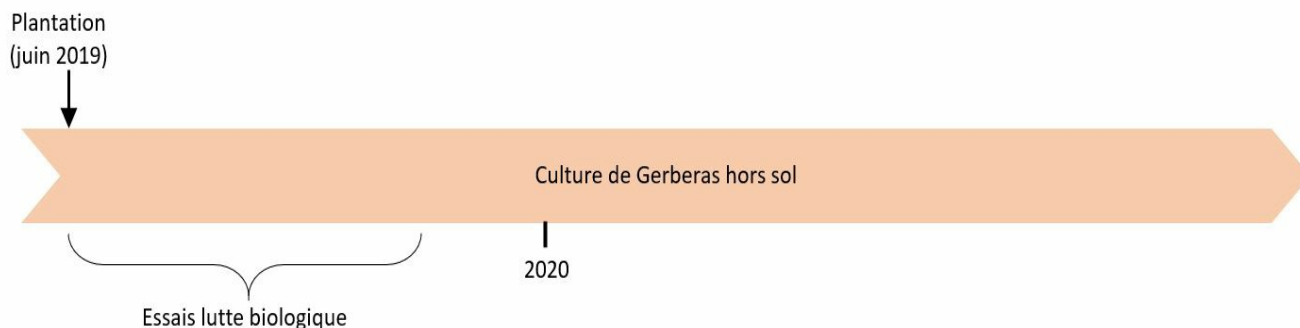 Plantation
(juin 2019)
Culture de Gerberas hors sol
2020
Essais lutte biologique